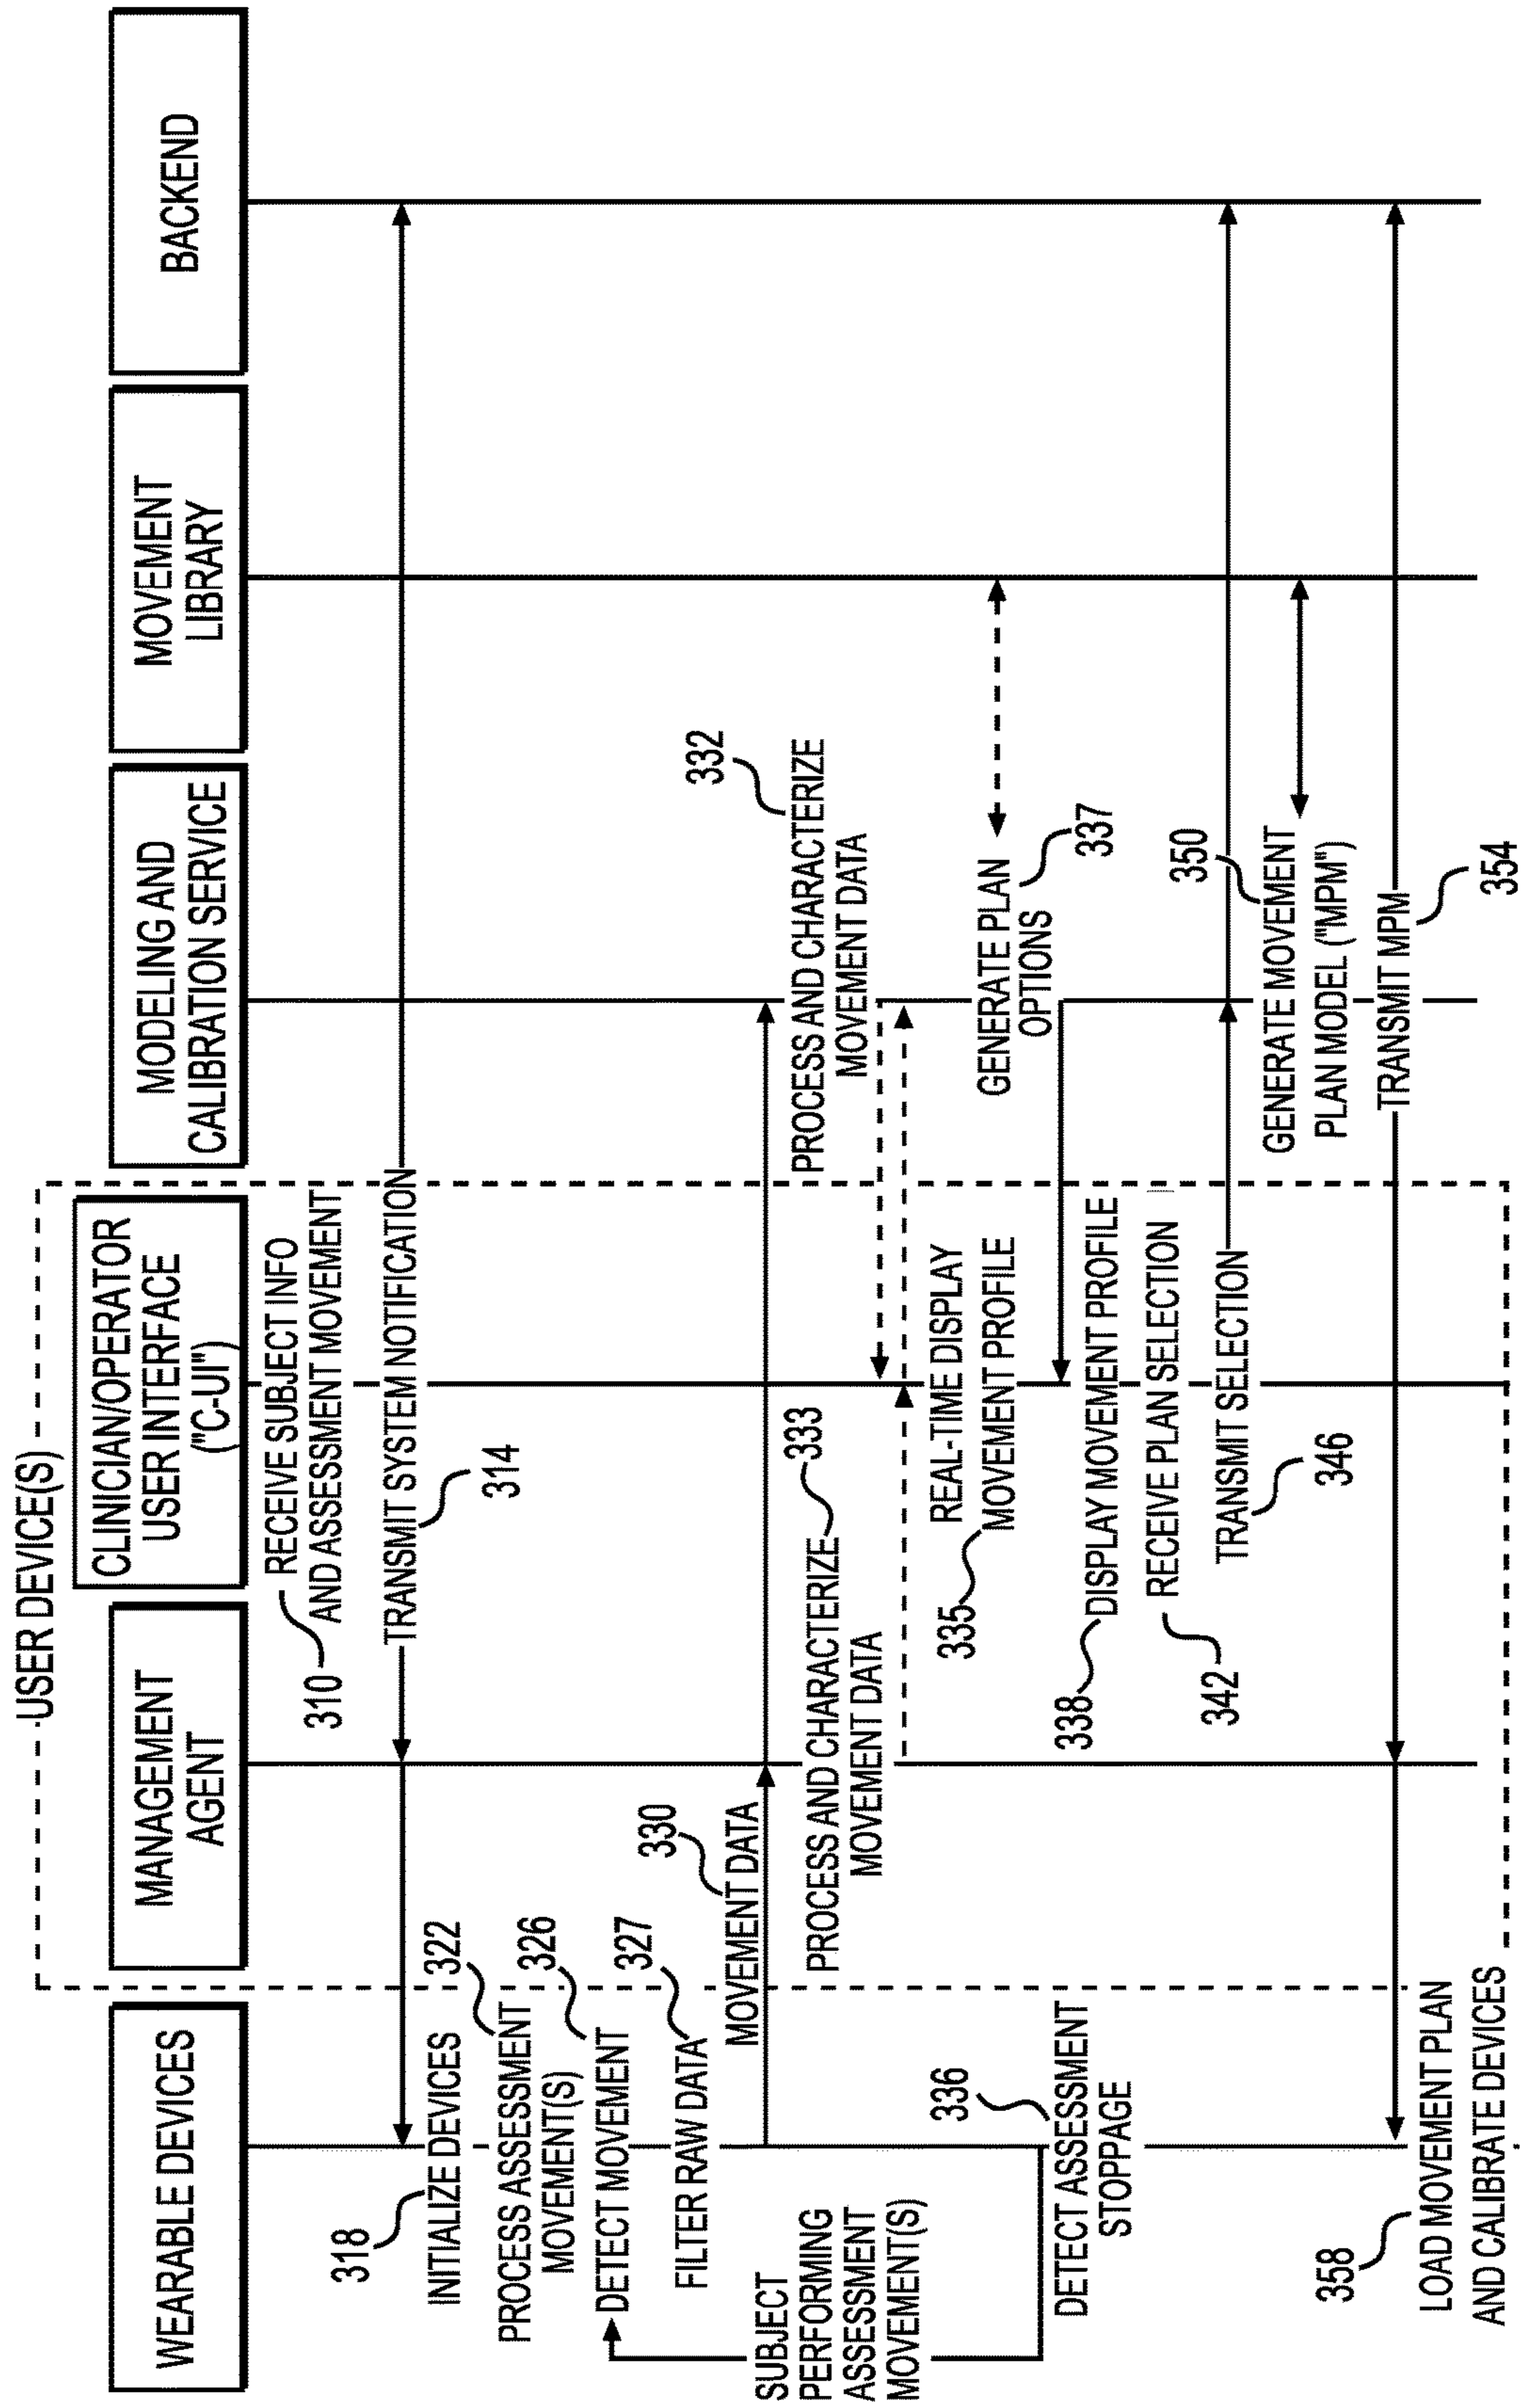 USER DEVICE(S)
WEARABLE DEVICES
MANAGEMENT
AGENT
CLINICIAN/OPERATOR
USER INTERFACE
("C-UI")
MODELING AND
CALIBRATION SERVICE
MOVEMENT
LIBRARY
BACKEND
310
RECEIVE SUBJECT INFO
AND ASSESSMENT MOVEMENT
TRANSMIT SYSTEM NOTIFICATION
314
318
INITIALIZE DEVICES
322
PROCESS ASSESSMENT
MOVEMENT(S)
326
DETECT MOVEMENT
327
FILTER RAW DATA
330
MOVEMENT DATA
SUBJECT
PERFORMING
ASSESSMENT
MOVEMENT(S)
332
PROCESS AND CHARACTERIZE
MOVEMENT DATA
333
PROCESS AND CHARACTERIZE
MOVEMENT DATA
REAL-TIME DISPLAY
MOVEMENT PROFILE
335
336
DETECT ASSESSMENT
STOPPAGE
GENERATE PLAN
OPTIONS
337
338
DISPLAY MOVEMENT PROFILE
RECEIVE PLAN SELECTION
342
TRANSMIT SELECTION
346
350
GENERATE MOVEMENT
PLAN MODEL ("MPM")
TRANSMIT MPM
354
358
LOAD MOVEMENT PLAN
AND CALIBRATE DEVICES